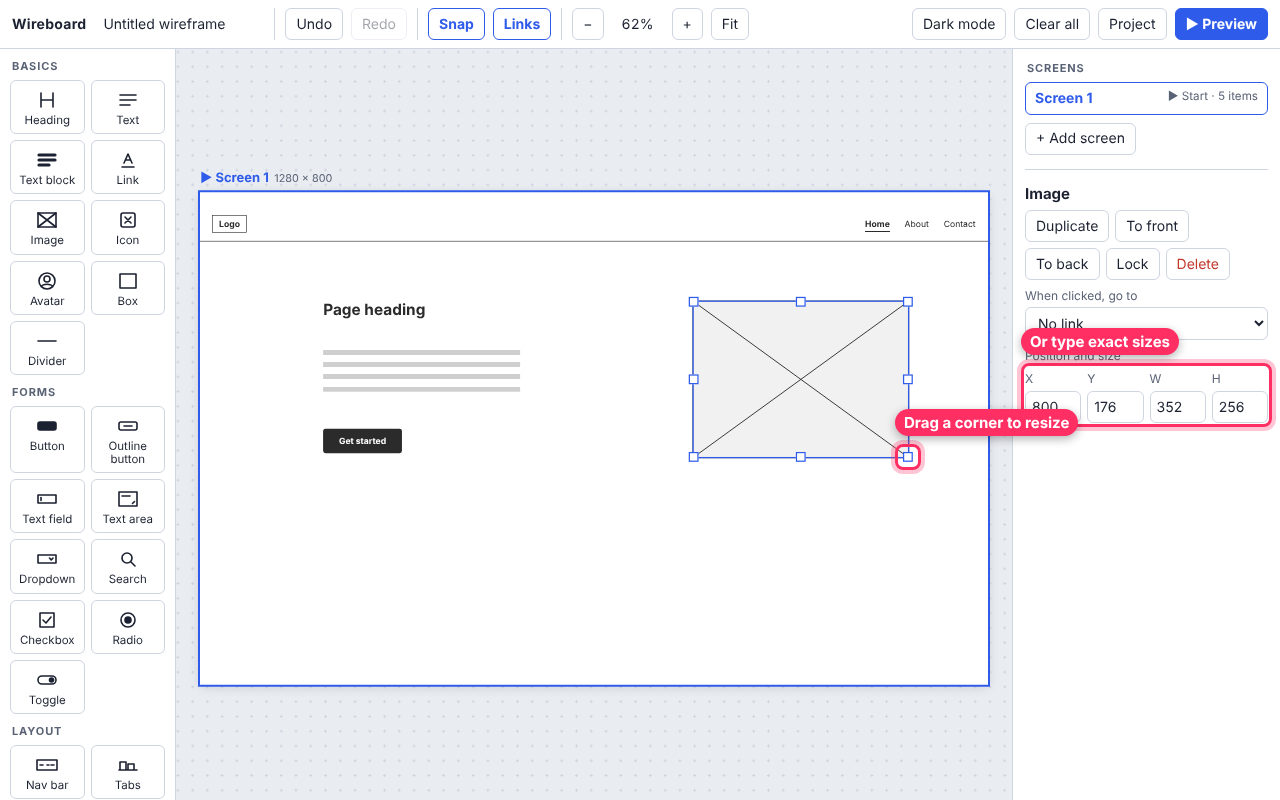 Wireboard Untitled wireframe Undo Redo Snap Links − 62% + Fit Dark mode Clear all Project ▶ Preview
BASICS
Heading Text
Text block Link
Image Icon
Avatar Box
Divider
FORMS
Button Outline button
Text field Text area
Dropdown Search
Checkbox Radio
Toggle
LAYOUT
Nav bar Tabs
▶ Screen 1 1280 × 800
Logo Home About Contact
Page heading
Get started
Drag a corner to resize
SCREENS
Screen 1 ▶ Start · 5 items
+ Add screen
Image
Duplicate To front
To back Lock Delete
When clicked, go to
No link
Or type exact sizes
Position and size
X Y W H
800 176 352 256